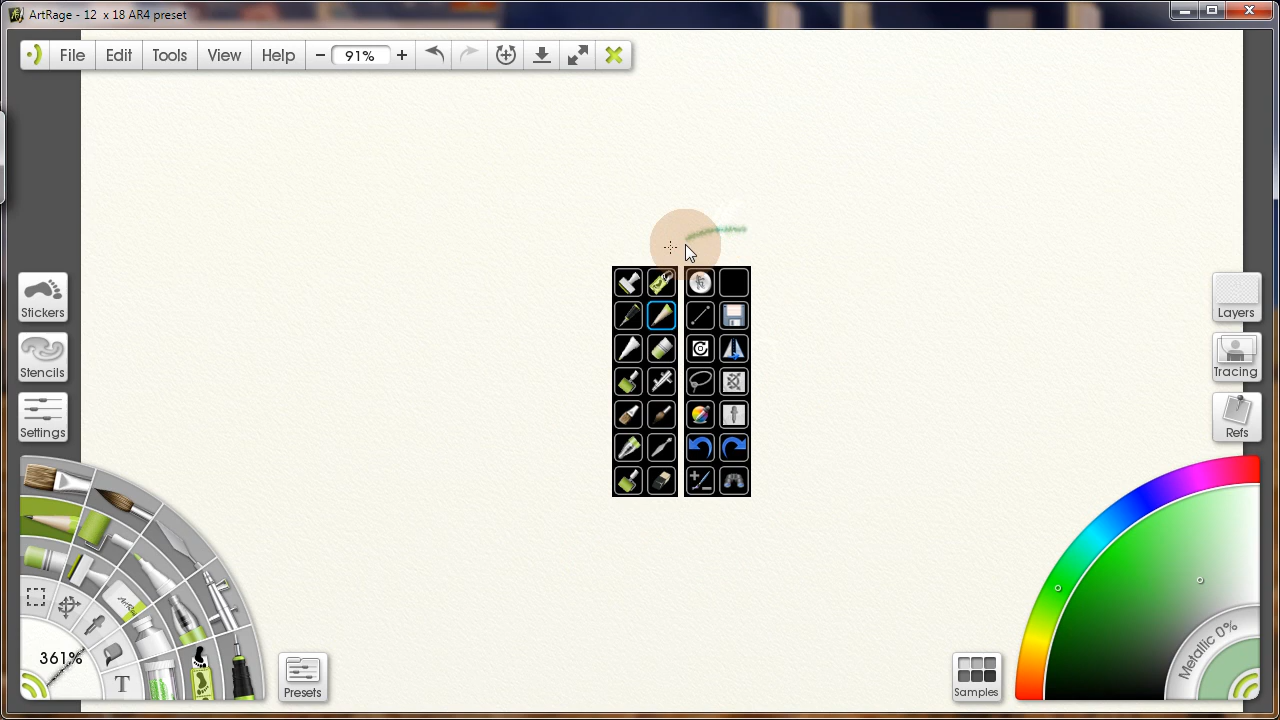 ArtRage - 12 x 18 AR4 preset
File Edit Tools View Help 91%
Stickers
Stencils
Settings
Layers
Tracing
Refs
361%
T
Presets
Samples
Metallic 0%